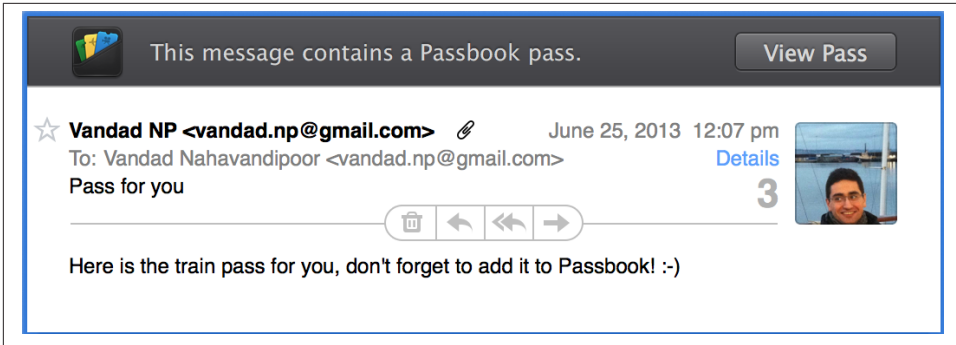 This message contains a Passbook pass. View Pass
Vandad NP <vandad.np@gmail.com> June 25, 2013 12:07 pm
To: Vandad Nahavandipoor <vandad.np@gmail.com> Details
Pass for you 3
Here is the train pass for you, don't forget to add it to Passbook! :-)